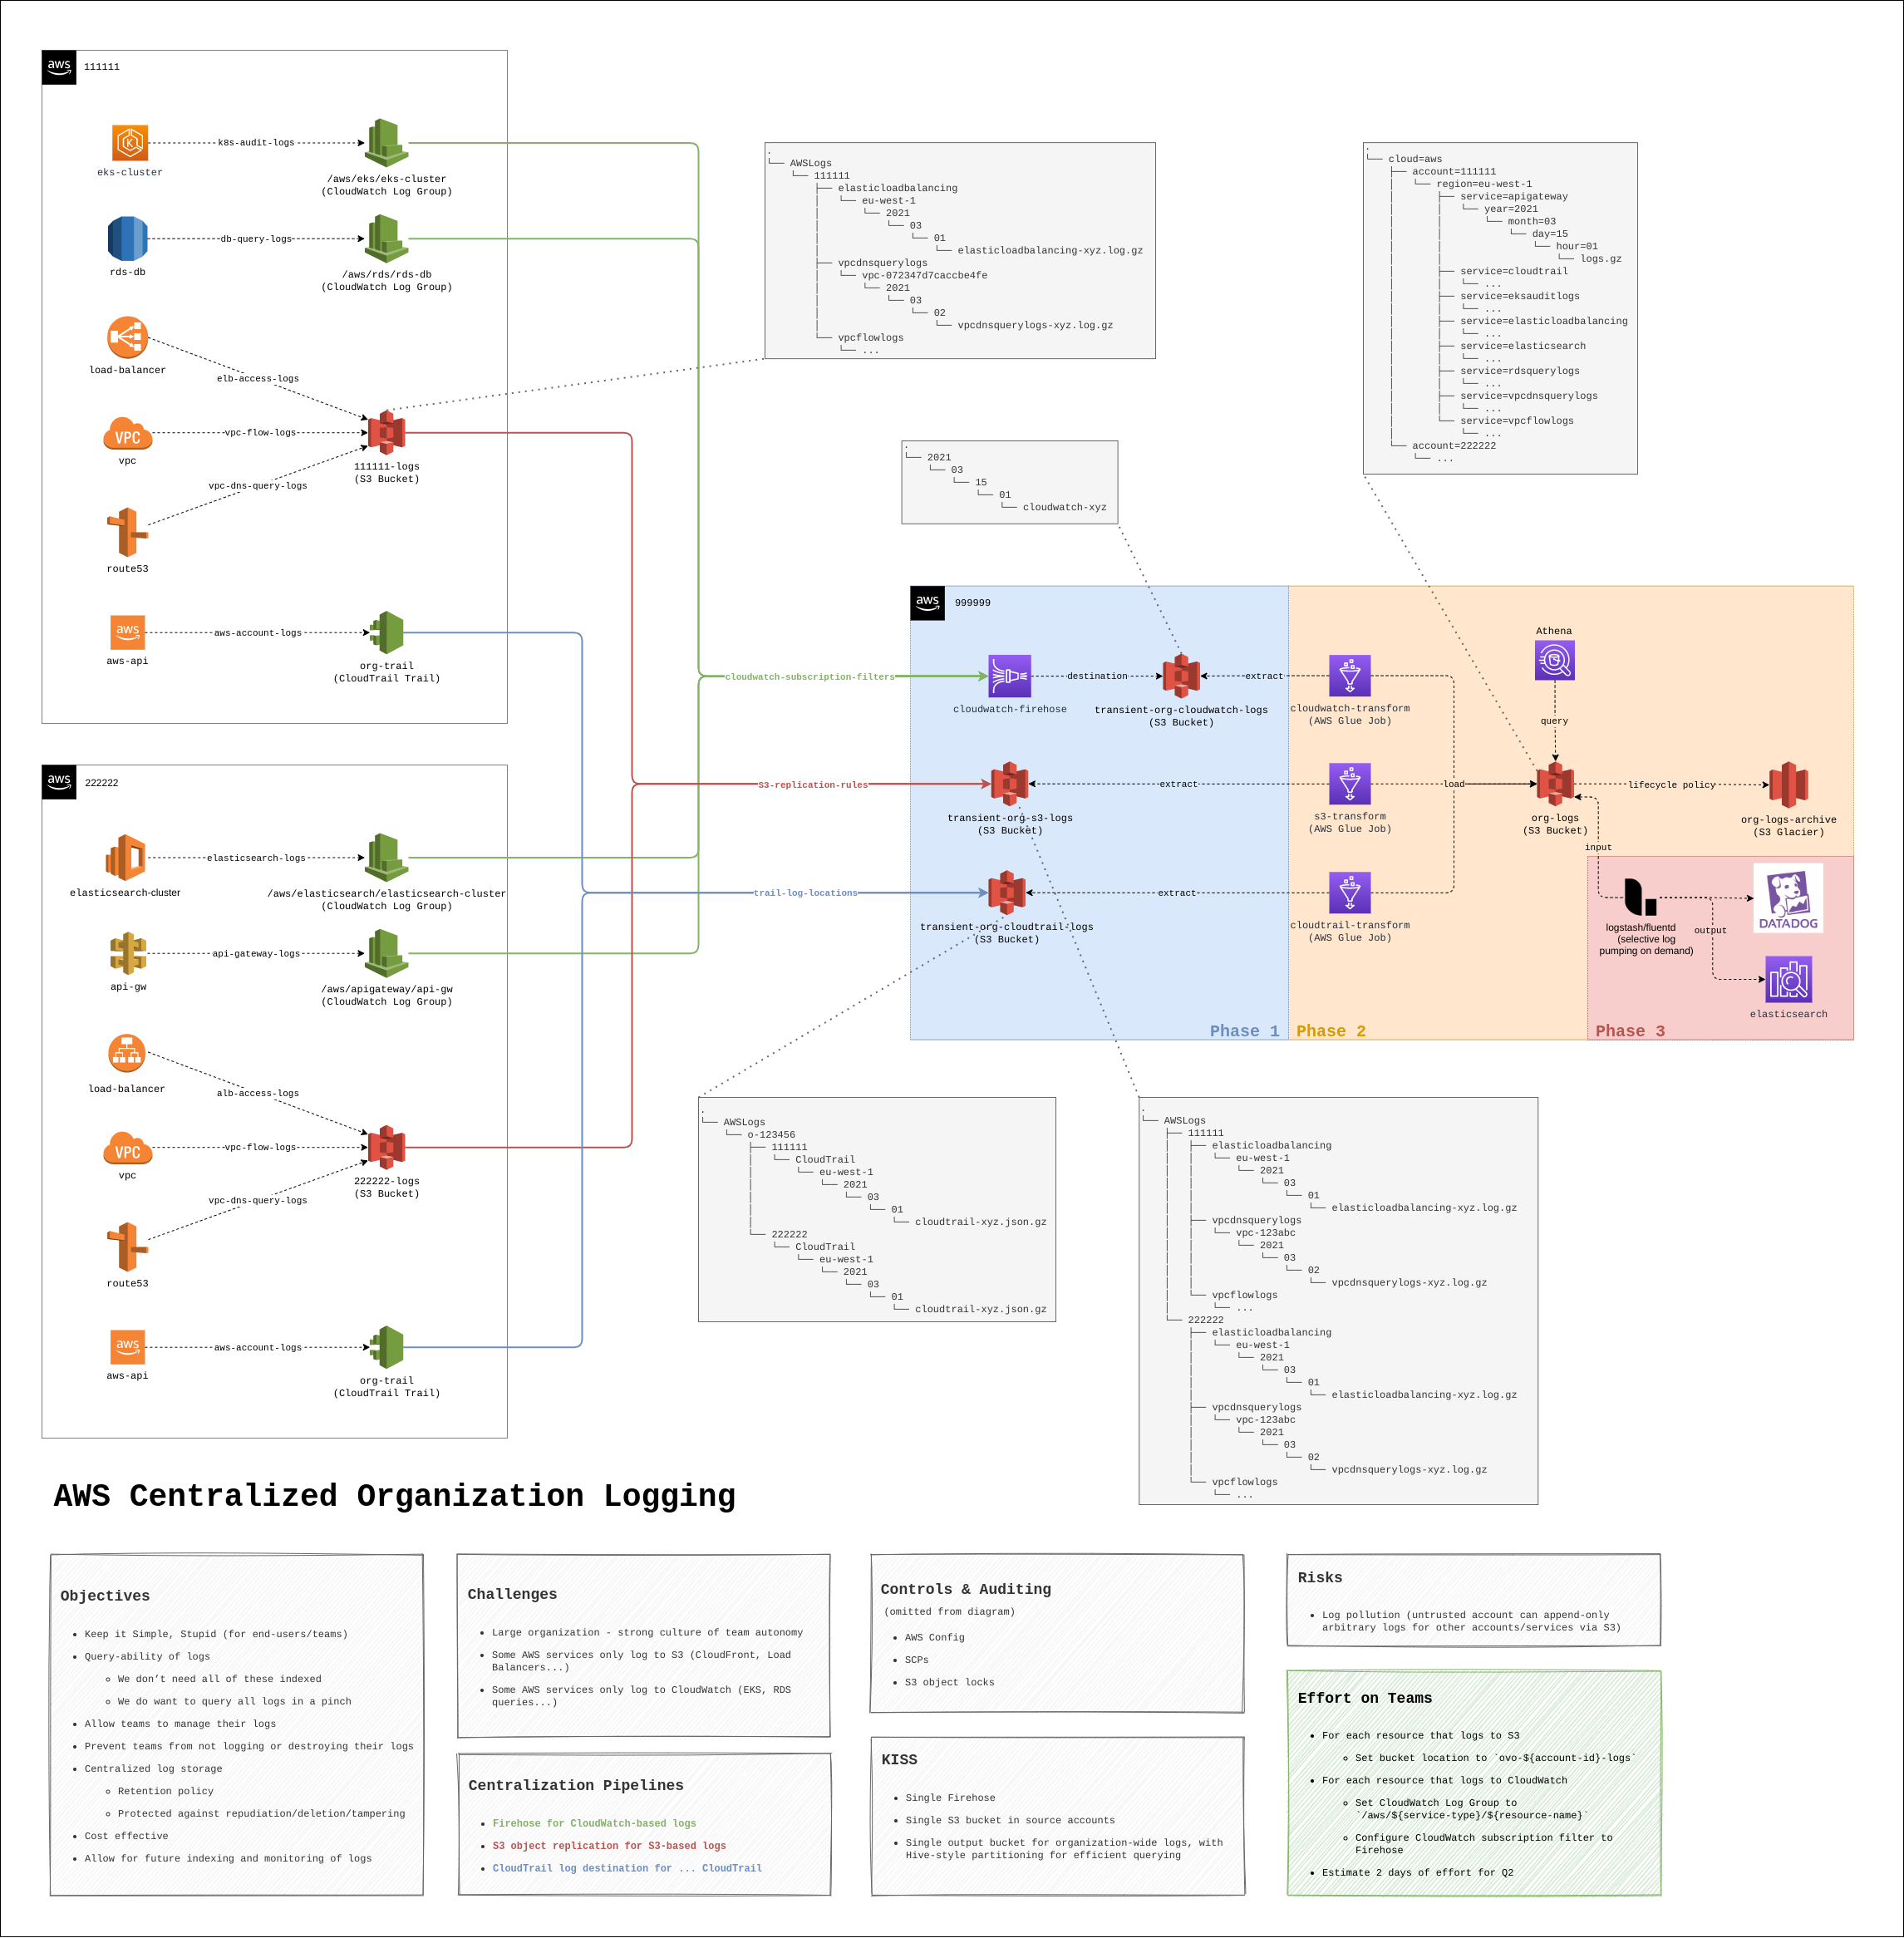 aws
111111
eks-cluster
k8s-audit-logs
/aws/eks/eks-cluster
(CloudWatch Log Group)
rds-db
db-query-logs
/aws/rds/rds-db
(CloudWatch Log Group)
load-balancer
elb-access-logs
VPC
vpc
vpc-flow-logs
111111-logs
(S3 Bucket)
vpc-dns-query-logs
route53
aws
aws-api
aws-account-logs
org-trail
(CloudTrail Trail)
.
└── AWSLogs
└── 111111
├── elasticloadbalancing
│ └── eu-west-1
│ └── 2021
│ └── 03
│ └── 01
│ └── elasticloadbalancing-xyz.log.gz
├── vpcdnsquerylogs
│ └── vpc-072347d7caccbe4fe
│ └── 2021
│ └── 03
│ └── 02
│ └── vpcdnsquerylogs-xyz.log.gz
└── vpcflowlogs
└── ...
.
└── 2021
└── 03
└── 15
└── 01
└── cloudwatch-xyz
.
└── cloud=aws
├── account=111111
│ └── region=eu-west-1
│ ├── service=apigateway
│ │ └── year=2021
│ │ └── month=03
│ │ └── day=15
│ │ └── hour=01
│ │ └── logs.gz
│ ├── service=cloudtrail
│ │ └── ...
│ ├── service=eksauditlogs
│ │ └── ...
│ ├── service=elasticloadbalancing
│ │ └── ...
│ ├── service=elasticsearch
│ │ └── ...
│ ├── service=rdsquerylogs
│ │ └── ...
│ ├── service=vpcdnsquerylogs
│ │ └── ...
│ └── service=vpcflowlogs
│ └── ...
└── account=222222
└── ...
aws
222222
elasticsearch-cluster
elasticsearch-logs
/aws/elasticsearch/elasticsearch-cluster
(CloudWatch Log Group)
api-gw
api-gateway-logs
/aws/apigateway/api-gw
(CloudWatch Log Group)
load-balancer
alb-access-logs
VPC
vpc
vpc-flow-logs
222222-logs
(S3 Bucket)
vpc-dns-query-logs
route53
aws
aws-api
aws-account-logs
org-trail
(CloudTrail Trail)
cloudwatch-subscription-filters
S3-replication-rules
trail-log-locations
aws
999999
cloudwatch-firehose
destination
transient-org-cloudwatch-logs
(S3 Bucket)
extract
cloudwatch-transform
(AWS Glue Job)
transient-org-s3-logs
(S3 Bucket)
extract
s3-transform
(AWS Glue Job)
transient-org-cloudtrail-logs
(S3 Bucket)
extract
cloudtrail-transform
(AWS Glue Job)
load
Athena
query
org-logs
(S3 Bucket)
lifecycle policy
org-logs-archive
(S3 Glacier)
input
logstash/fluentd
(selective log
pumping on demand)
output
DATADOG
elasticsearch
Phase 1
Phase 2
Phase 3
.
└── AWSLogs
└── o-123456
├── 111111
│ └── CloudTrail
│ └── eu-west-1
│ └── 2021
│ └── 03
│ └── 01
│ └── cloudtrail-xyz.json.gz
└── 222222
└── CloudTrail
└── eu-west-1
└── 2021
└── 03
└── 01
└── cloudtrail-xyz.json.gz
.
└── AWSLogs
├── 111111
│ ├── elasticloadbalancing
│ │ └── eu-west-1
│ │ └── 2021
│ │ └── 03
│ │ └── 01
│ │ └── elasticloadbalancing-xyz.log.gz
│ ├── vpcdnsquerylogs
│ │ └── vpc-123abc
│ │ └── 2021
│ │ └── 03
│ │ └── 02
│ │ └── vpcdnsquerylogs-xyz.log.gz
│ └── vpcflowlogs
│ └── ...
└── 222222
├── elasticloadbalancing
│ └── eu-west-1
│ └── 2021
│ └── 03
│ └── 01
│ └── elasticloadbalancing-xyz.log.gz
├── vpcdnsquerylogs
│ └── vpc-123abc
│ └── 2021
│ └── 03
│ └── 02
│ └── vpcdnsquerylogs-xyz.log.gz
└── vpcflowlogs
└── ...
AWS Centralized Organization Logging
Objectives
• Keep it Simple, Stupid (for end-users/teams)
• Query-ability of logs
◦ We don’t need all of these indexed
◦ We do want to query all logs in a pinch
• Allow teams to manage their logs
• Prevent teams from not logging or destroying their logs
• Centralized log storage
◦ Retention policy
◦ Protected against repudiation/deletion/tampering
• Cost effective
• Allow for future indexing and monitoring of logs
Challenges
• Large organization - strong culture of team autonomy
• Some AWS services only log to S3 (CloudFront, Load
Balancers...)
• Some AWS services only log to CloudWatch (EKS, RDS
queries...)
Centralization Pipelines
• Firehose for CloudWatch-based logs
• S3 object replication for S3-based logs
• CloudTrail log destination for ... CloudTrail
Controls & Auditing
(omitted from diagram)
• AWS Config
• SCPs
• S3 object locks
KISS
• Single Firehose
• Single S3 bucket in source accounts
• Single output bucket for organization-wide logs, with
Hive-style partitioning for efficient querying
Risks
• Log pollution (untrusted account can append-only
arbitrary logs for other accounts/services via S3)
Effort on Teams
• For each resource that logs to S3
◦ Set bucket location to `ovo-${account-id}-logs`
• For each resource that logs to CloudWatch
◦ Set CloudWatch Log Group to
`/aws/${service-type}/${resource-name}`
◦ Configure CloudWatch subscription filter to
Firehose
• Estimate 2 days of effort for Q2